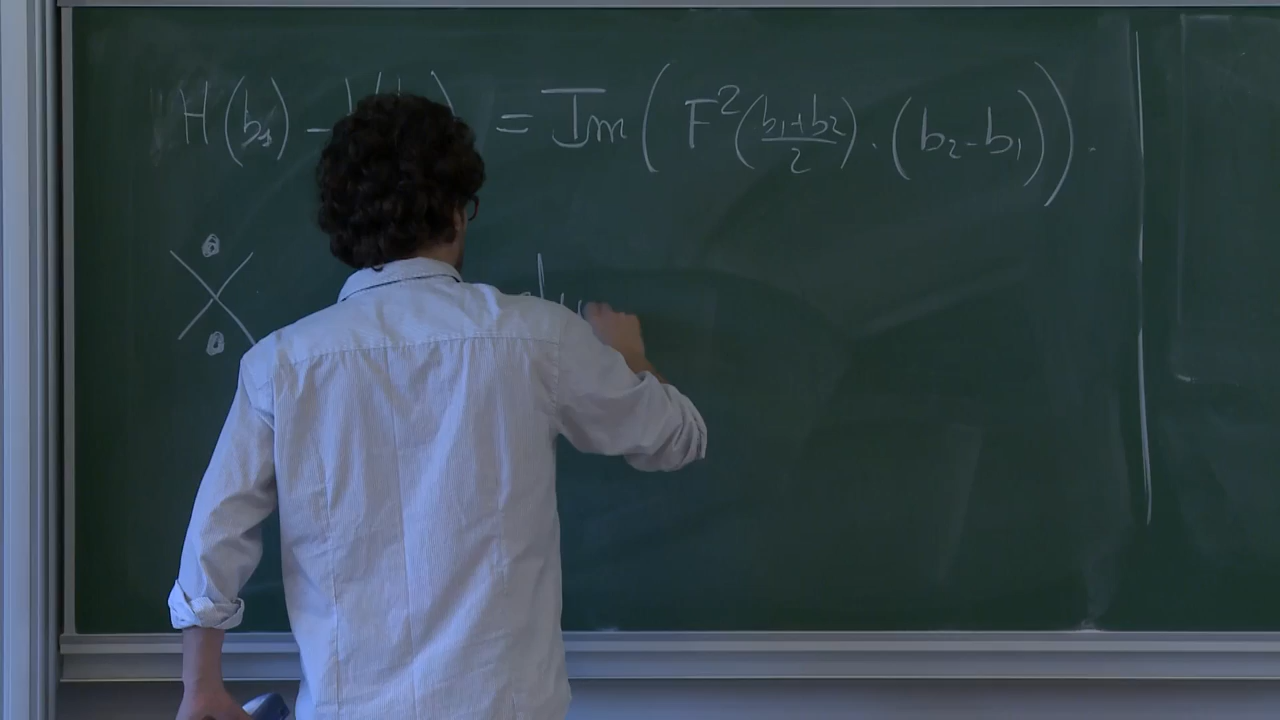 H(b₁) - = Im(F²((b₁+b₂)/2)·(b₂-b₁)).